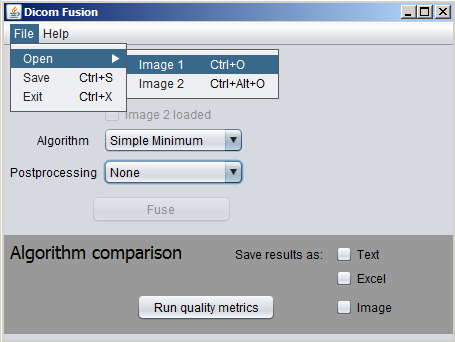 Dicom Fusion
File Help
Open Image 1 Ctrl+O
Save Ctrl+S Image 2 Ctrl+Alt+O
Exit Ctrl+X
Image 2 loaded
Algorithm Simple Minimum
Postprocessing None
Fuse
Algorithm comparison Save results as: Text
Excel
Run quality metrics Image